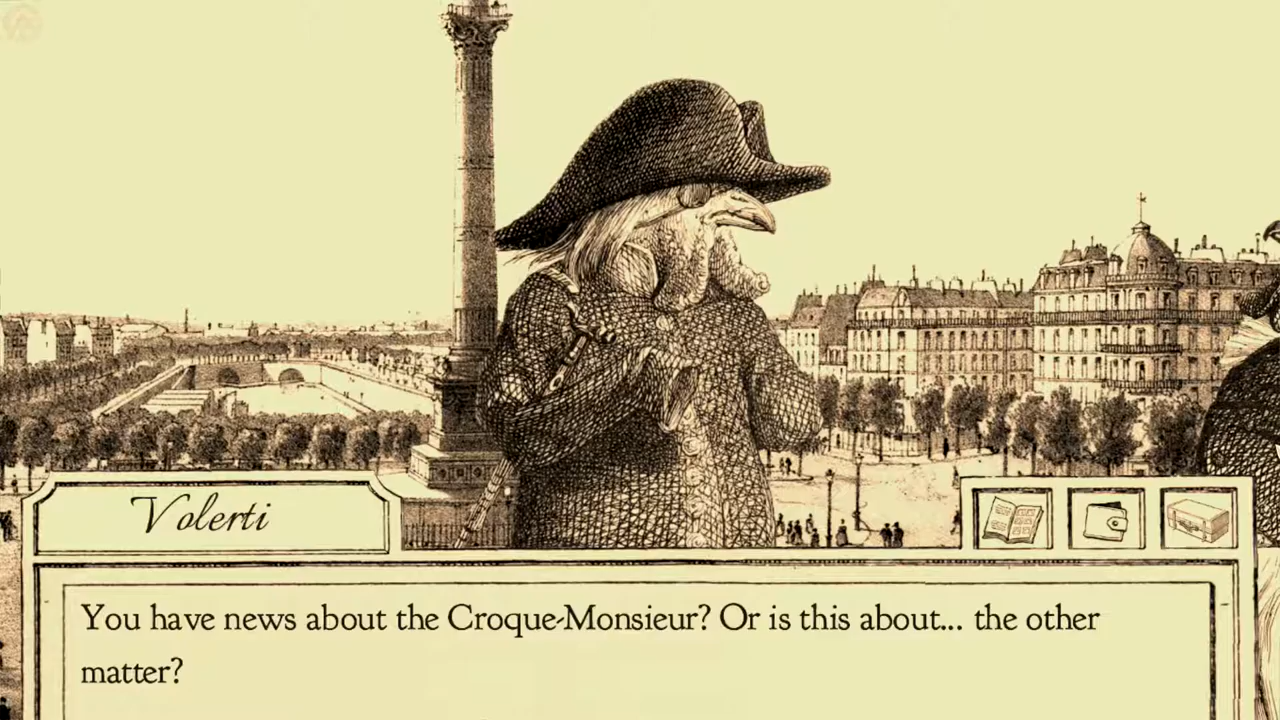 Volerti
You have news about the Croque-Monsieur? Or is this about... the other
matter?